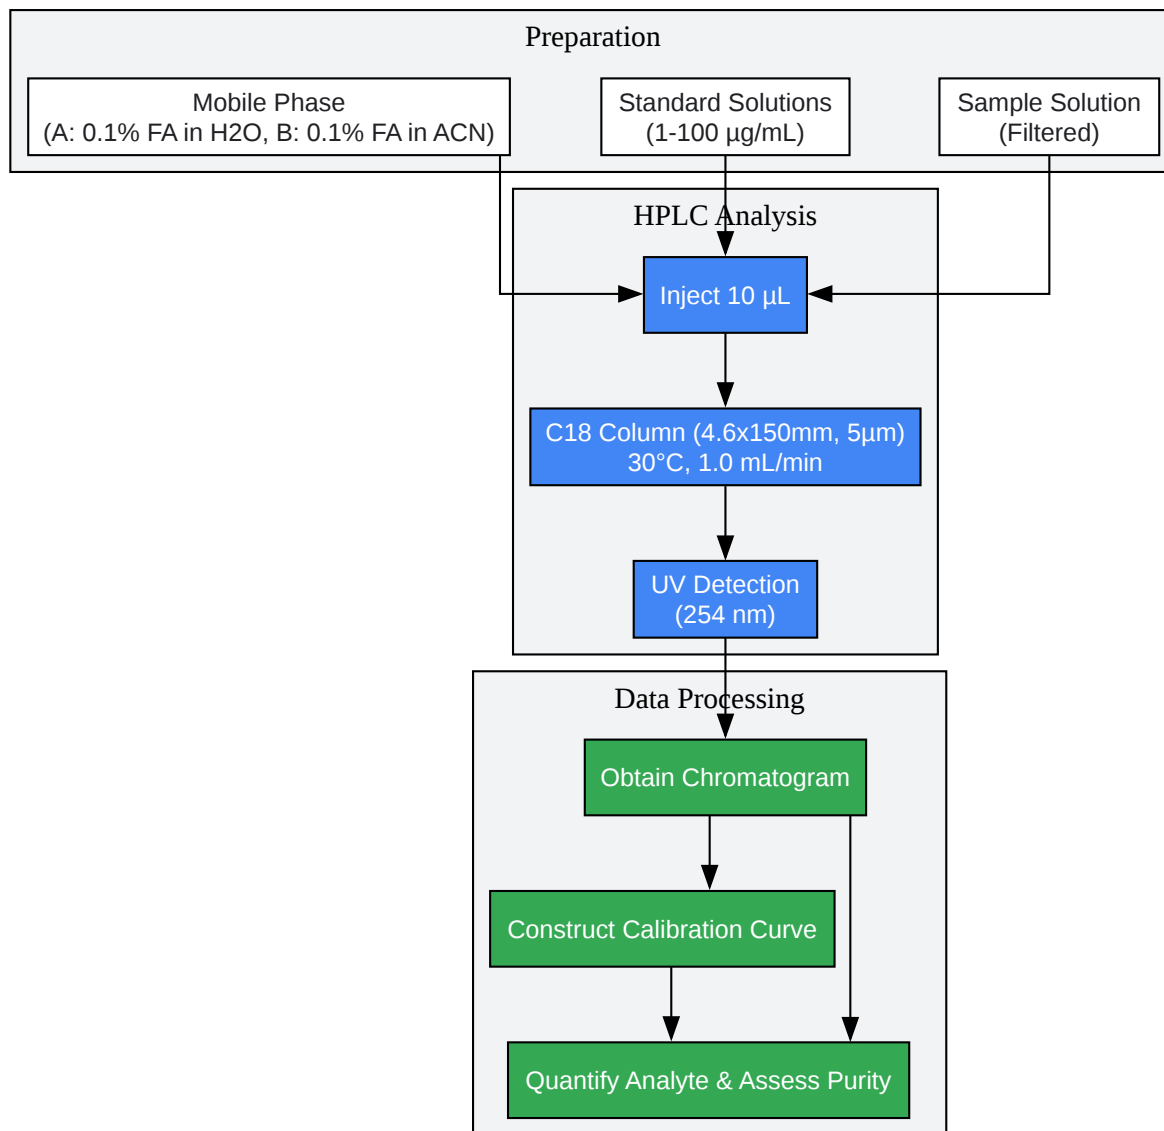 Preparation
Mobile Phase
(A: 0.1% FA in H2O, B: 0.1% FA in ACN)
Standard Solutions
(1-100 µg/mL)
Sample Solution
(Filtered)
HPLC Analysis
Inject 10 µL
C18 Column (4.6x150mm, 5µm)
30°C, 1.0 mL/min
UV Detection
(254 nm)
Data Processing
Obtain Chromatogram
Construct Calibration Curve
Quantify Analyte & Assess Purity